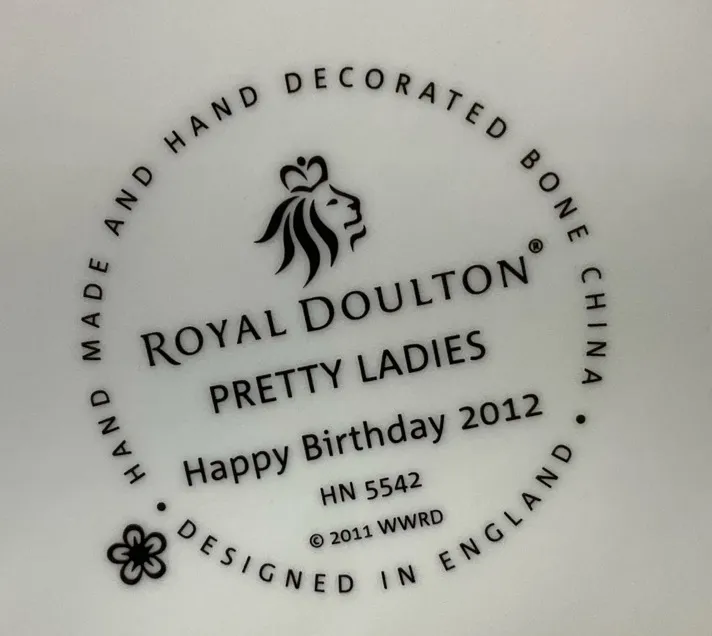 HAND MADE AND HAND DECORATED BONE CHINA
ROYAL DOULTON®
PRETTY LADIES
Happy Birthday 2012
HN 5542
© 2011 WWRD
• DESIGNED IN ENGLAND •